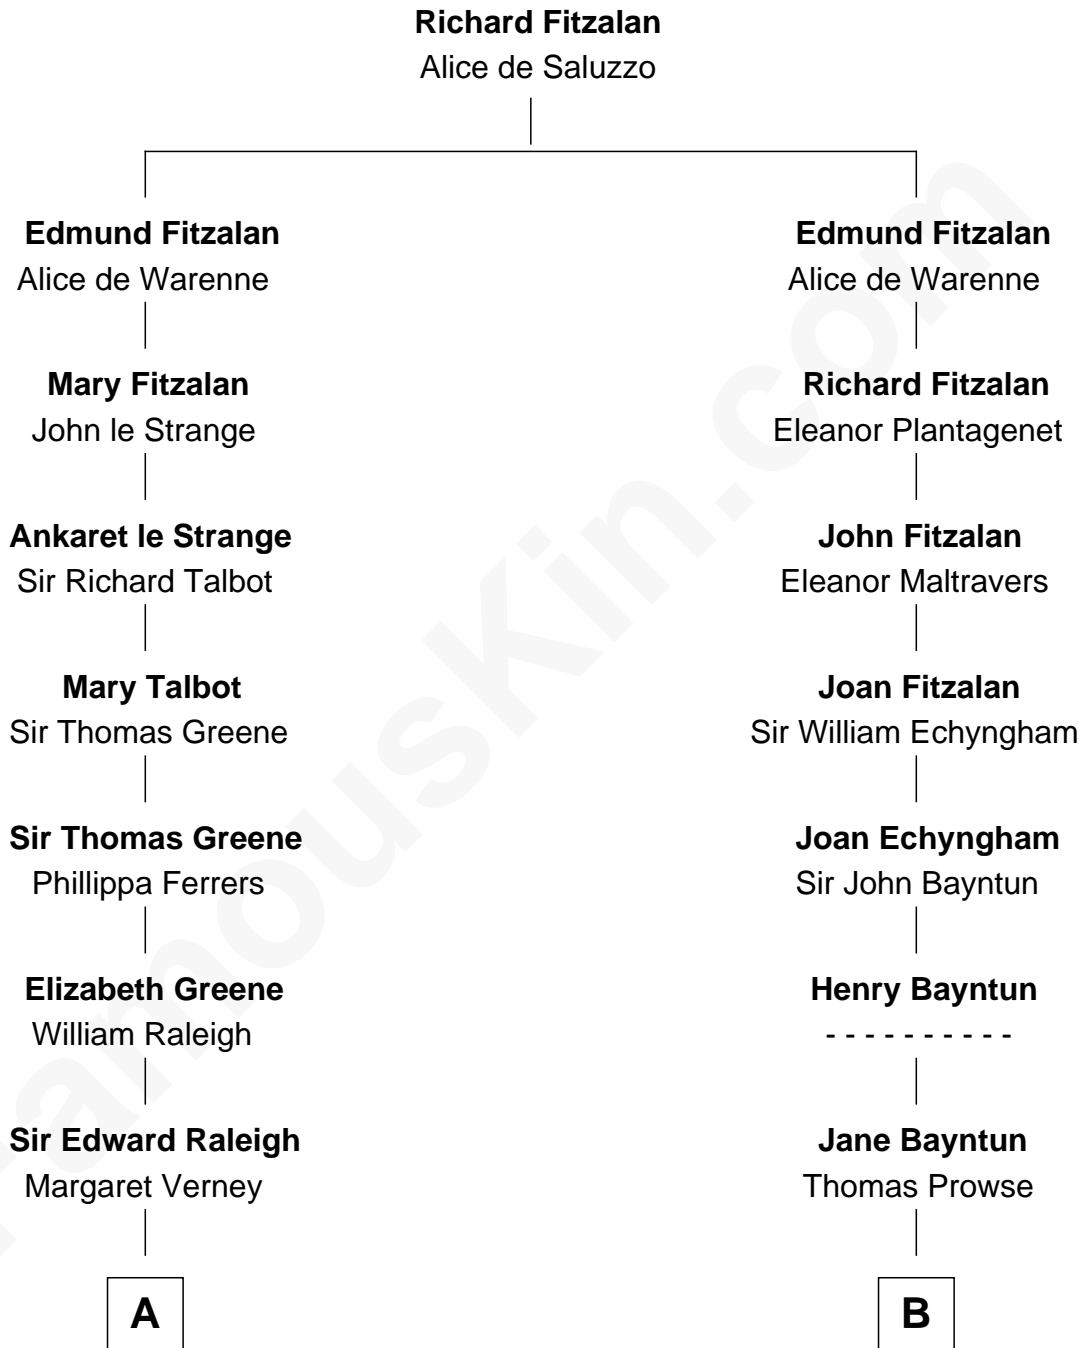 Richard Fitzalan
Alice de Saluzzo
Edmund Fitzalan
Alice de Warenne
Edmund Fitzalan
Alice de Warenne
Mary Fitzalan
John le Strange
Richard Fitzalan
Eleanor Plantagenet
Ankaret le Strange
Sir Richard Talbot
John Fitzalan
Eleanor Maltravers
Mary Talbot
Sir Thomas Greene
Joan Fitzalan
Sir William Echyngham
Sir Thomas Greene
Phillippa Ferrers
Joan Echyngham
Sir John Bayntun
Elizabeth Greene
William Raleigh
Henry Bayntun
- - - - - - - - - -
Sir Edward Raleigh
Margaret Verney
Jane Bayntun
Thomas Prowse
A
B
FamousKin.com